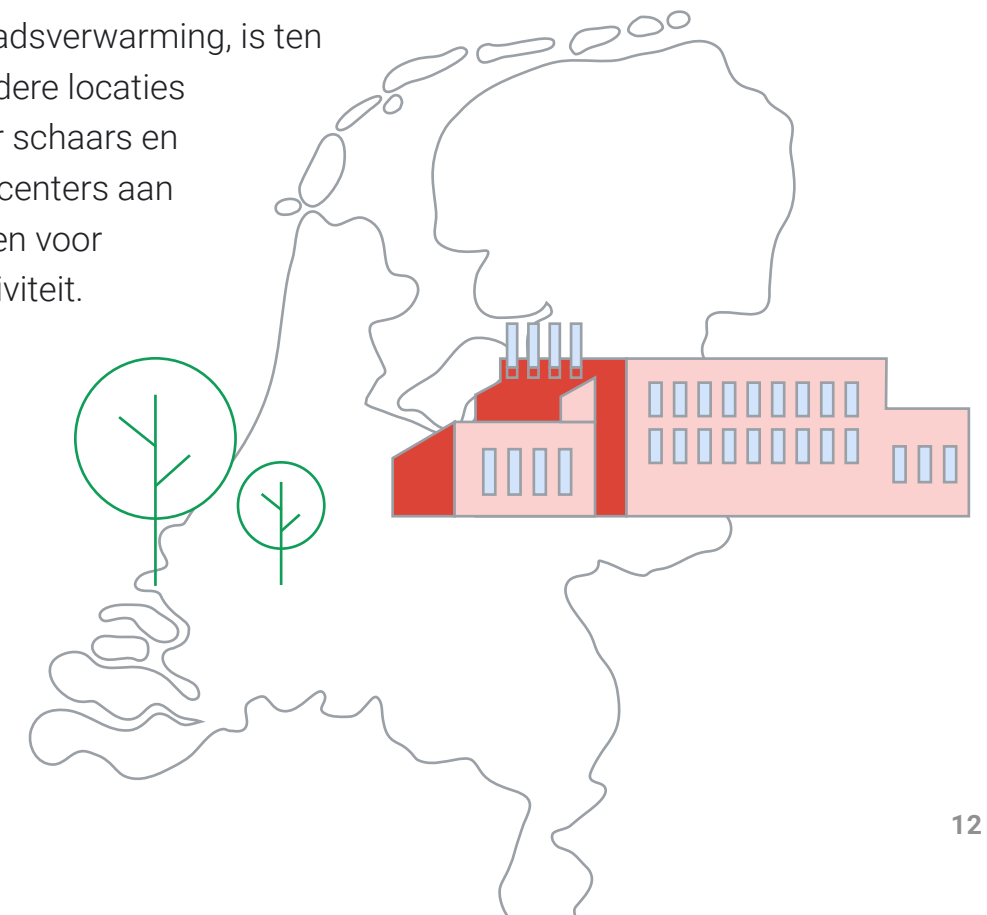 adsverwarming, is ten
dere locaties
r schaars en
centers aan
en voor
iviteit.
12